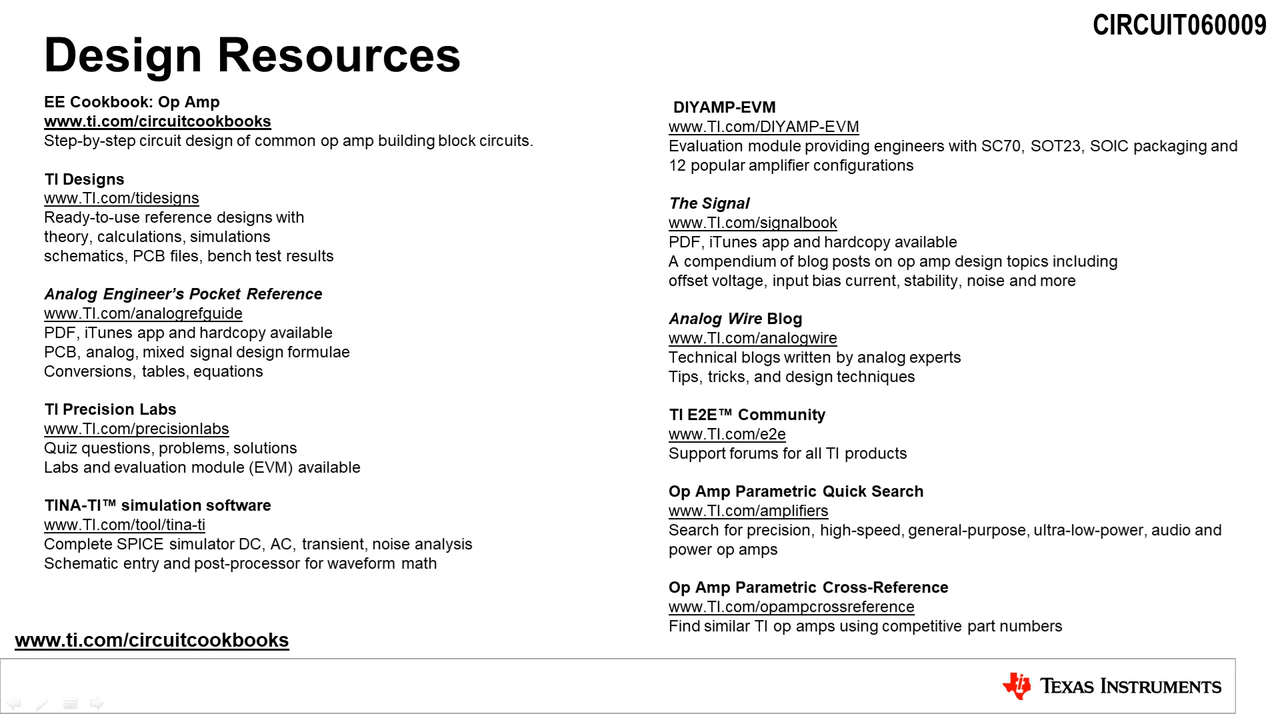 CIRCUIT060009
Design Resources
EE Cookbook: Op Amp
www.ti.com/circuitcookbooks
Step-by-step circuit design of common op amp building block circuits.
TI Designs
www.TI.com/tidesigns
Ready-to-use reference designs with
theory, calculations, simulations
schematics, PCB files, bench test results
Analog Engineer's Pocket Reference
www.TI.com/analogrefguide
PDF, iTunes app and hardcopy available
PCB, analog, mixed signal design formulae
Conversions, tables, equations
TI Precision Labs
www.TI.com/precisionlabs
Quiz questions, problems, solutions
Labs and evaluation module (EVM) available
TINA-TI™ simulation software
www.TI.com/tool/tina-ti
Complete SPICE simulator DC, AC, transient, noise analysis
Schematic entry and post-processor for waveform math
DIYAMP-EVM
www.TI.com/DIYAMP-EVM
Evaluation module providing engineers with SC70, SOT23, SOIC packaging and
12 popular amplifier configurations
The Signal
www.TI.com/signalbook
PDF, iTunes app and hardcopy available
A compendium of blog posts on op amp design topics including
offset voltage, input bias current, stability, noise and more
Analog Wire Blog
www.TI.com/analogwire
Technical blogs written by analog experts
Tips, tricks, and design techniques
TI E2E™ Community
www.TI.com/e2e
Support forums for all TI products
Op Amp Parametric Quick Search
www.TI.com/amplifiers
Search for precision, high-speed, general-purpose, ultra-low-power, audio and
power op amps
Op Amp Parametric Cross-Reference
www.TI.com/opampcrossreference
Find similar TI op amps using competitive part numbers
www.ti.com/circuitcookbooks
TEXAS INSTRUMENTS